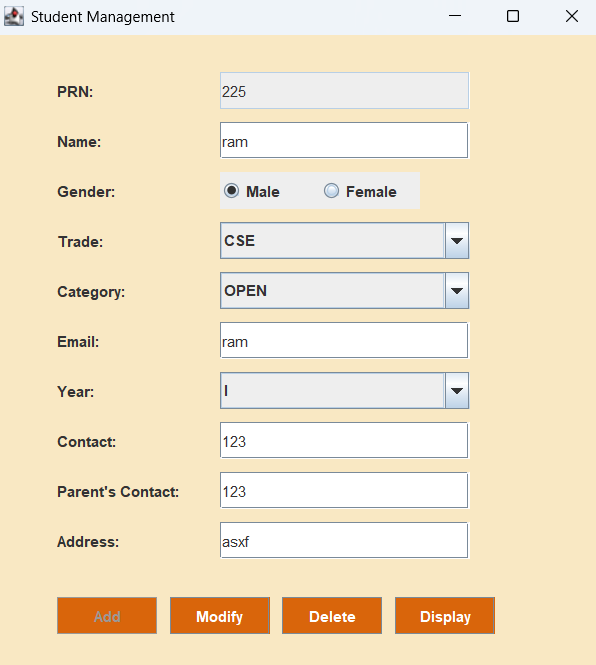 Student Management
PRN: 225
Name: ram
Gender: Male Female
Trade: CSE
Category: OPEN
Email: ram
Year: I
Contact: 123
Parent's Contact: 123
Address: asxf
Add Modify Delete Display